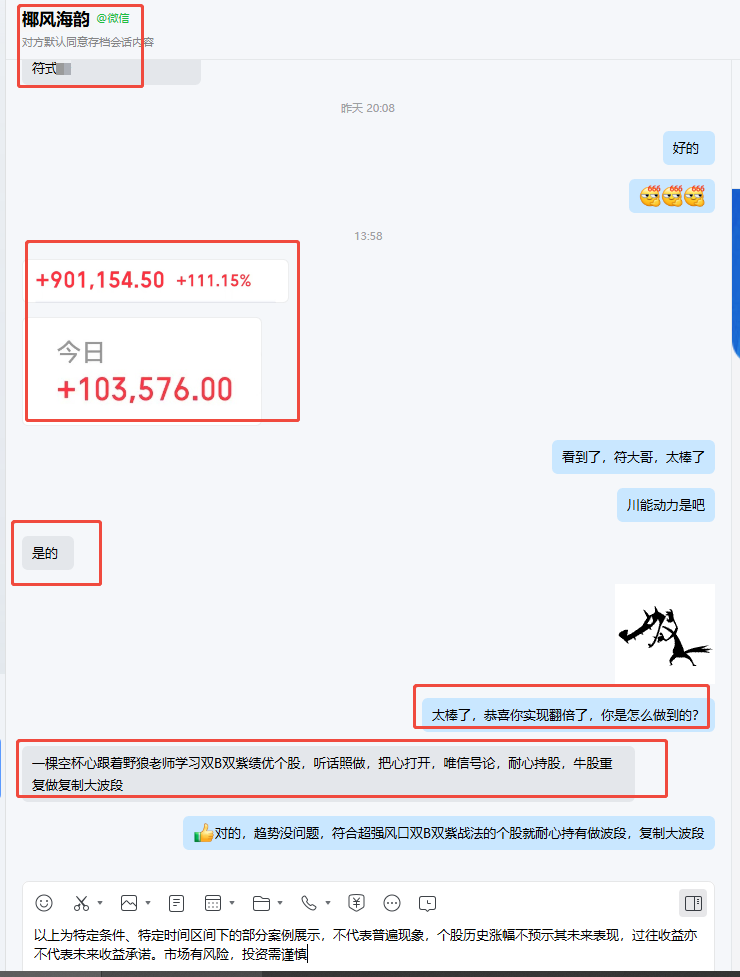 椰风海韵 @微信
对方默认同意存档会话内容
符式
昨天 20:08
好的
666 666 666
13:58
+901,154.50 +111.15%
今日
+103,576.00
看到了，符大哥，太棒了
川能动力是吧
是的
太棒了，恭喜你实现翻倍了，你是怎么做到的?
一棵空杯心跟着野狼老师学习双B双紫绩优个股，听话照做，把心打开，唯信号论，耐心持股，牛股重
复做复制大波段
👍对的，趋势没问题，符合超强风口双B双紫战法的个股就耐心持有做波段，复制大波段
以上为特定条件、特定时间区间下的部分案例展示，不代表普遍现象，个股历史涨幅不预示其未来表现，过往收益亦
不代表未来收益承诺。市场有风险，投资需谨慎